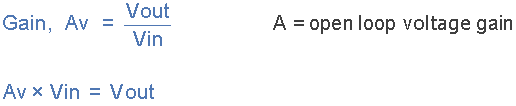 Gain, Av = Vout / Vin    A = open loop voltage gain
Av × Vin = Vout